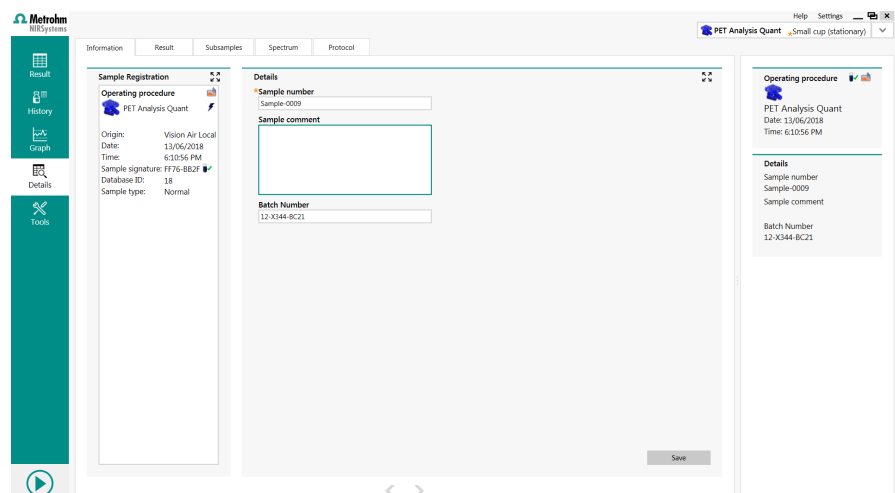 Metrohm
NIRSystems
Help Settings
PET Analysis Quant *Small cup (stationary)
Result
History
Graph
Details
Tools
Information Result Subsamples Spectrum Protocol
Sample Registration
Operating procedure
PET Analysis Quant
Origin: Vision Air Local
Date: 13/06/2018
Time: 6:10:56 PM
Sample signature: FF76-BB2F
Database ID: 18
Sample type: Normal
Details
*Sample number
Sample-0009
Sample comment
Batch Number
12-X344-BC21
Save
Operating procedure
PET Analysis Quant
Date: 13/06/2018
Time: 6:10:56 PM
Details
Sample number
Sample-0009
Sample comment
Batch Number
12-X344-BC21